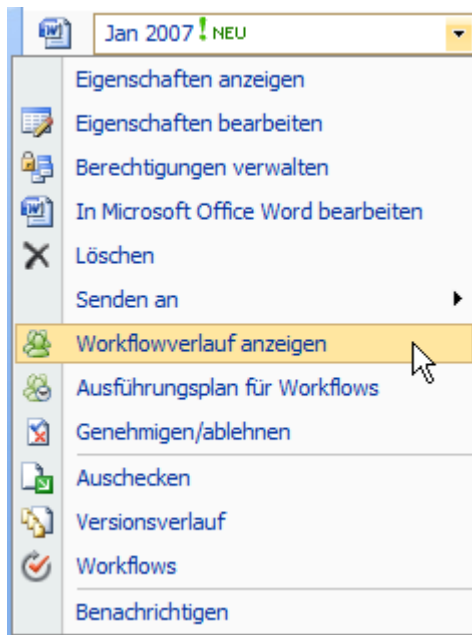 Jan 2007 ! NEU
Eigenschaften anzeigen
Eigenschaften bearbeiten
Berechtigungen verwalten
In Microsoft Office Word bearbeiten
Löschen
Senden an
Workflowverlauf anzeigen
Ausführungsplan für Workflows
Genehmigen/ablehnen
Auschecken
Versionsverlauf
Workflows
Benachrichtigen